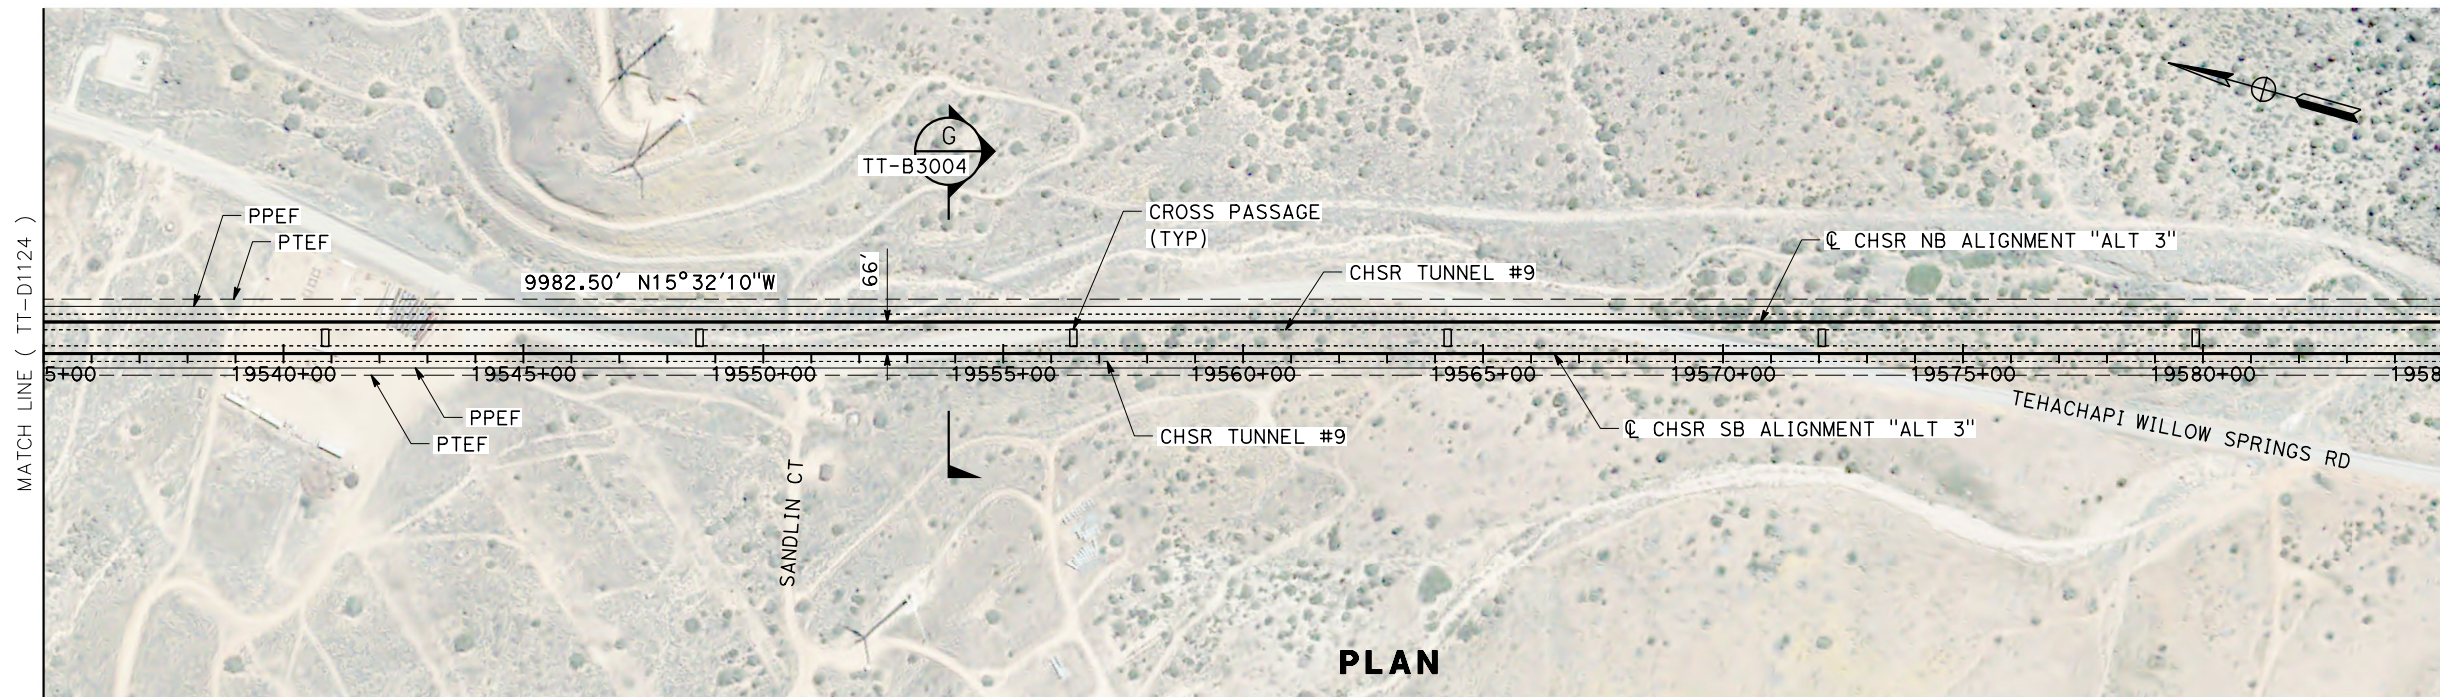 MATCH LINE ( TT-D1124 )
G
TT-B3004
PPEF
PTEF
CROSS PASSAGE
(TYP)
℄ CHSR NB ALIGNMENT "ALT 3"
9982.50' N15°32'10"W
66'
CHSR TUNNEL #9
5+00 19540+00 19545+00 19550+00 19555+00 19560+00 19565+00 19570+00 19575+00 19580+00 1958
PPEF
PTEF
CHSR TUNNEL #9
℄ CHSR SB ALIGNMENT "ALT 3"
TEHACHAPI WILLOW SPRINGS RD
SANDLIN CT
PLAN